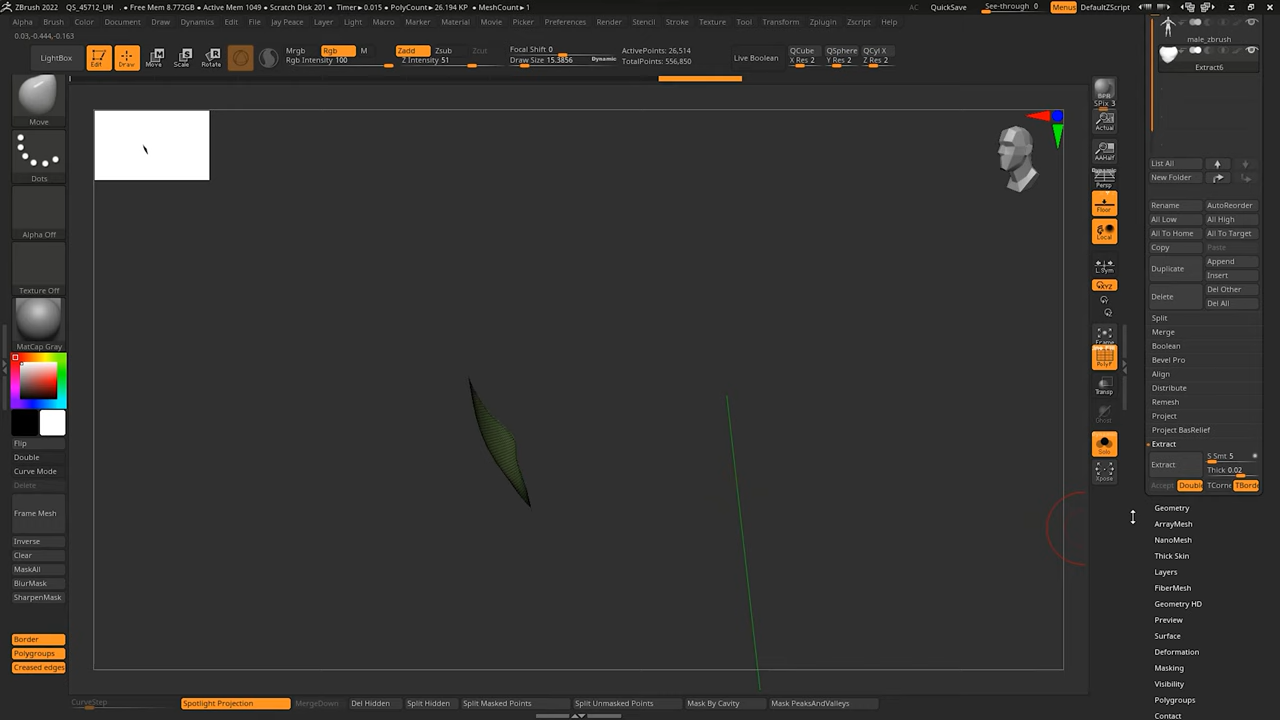 ZBrush 2022 QS_45712_UH . • Free Mem 8.772GB • Active Mem 1049 • Scratch Disk 201 • Timer▶0.015 • PolyCount▶26.194 KP • MeshCount▶1 AC QuickSave See-through 0 Menus DefaultZScript
Alpha Brush Color Document Draw Dynamics Edit File Jay Peace Layer Light Macro Marker Material Movie Picker Preferences Render Stencil Stroke Texture Tool Transform Zplugin Zscript Help
0.03,-0.444,-0.163
LightBox Edit Draw Move Scale Rotate
Mrgb Rgb M Zadd Zsub Zcut Focal Shift 0 ActivePoints: 26,514
Rgb Intensity 100 Z Intensity 51 Draw Size 15.3856 Dynamic TotalPoints: 556,850
Live Boolean QCube QSphere QCyl X
X Res 2 Y Res 2 Z Res 2
Move
Dots
Alpha Off
Texture Off
MatCap Gray
Flip
Double
Curve Mode
Delete
Frame Mesh
Inverse
Clear
MaskAll
BlurMask
SharpenMask
Border
Polygroups
Creased edges
BPR
SPix 3
Actual
AAHalf
Dynamic
Persp
Floor
Local
L.Sym
Frame
PolyF
Transp
Ghost
Solo
Xpose
male_zbrush
Extract6
List All
New Folder
Rename AutoReorder
All Low All High
All To Home All To Target
Copy Paste
Duplicate Append
Insert
Delete Del Other
Del All
Split
Merge
Boolean
Bevel Pro
Align
Distribute
Remesh
Project
Project BasRelief
Extract
Extract S Smt 5
Thick 0.02
Accept Double TCorne TBorde
Geometry
ArrayMesh
NanoMesh
Thick Skin
Layers
FiberMesh
Geometry HD
Preview
Surface
Deformation
Masking
Visibility
Polygroups
Contact
CurveStep Spotlight Projection MergeDown Del Hidden Split Hidden Split Masked Points Split Unmasked Points Mask By Cavity Mask PeaksAndValleys